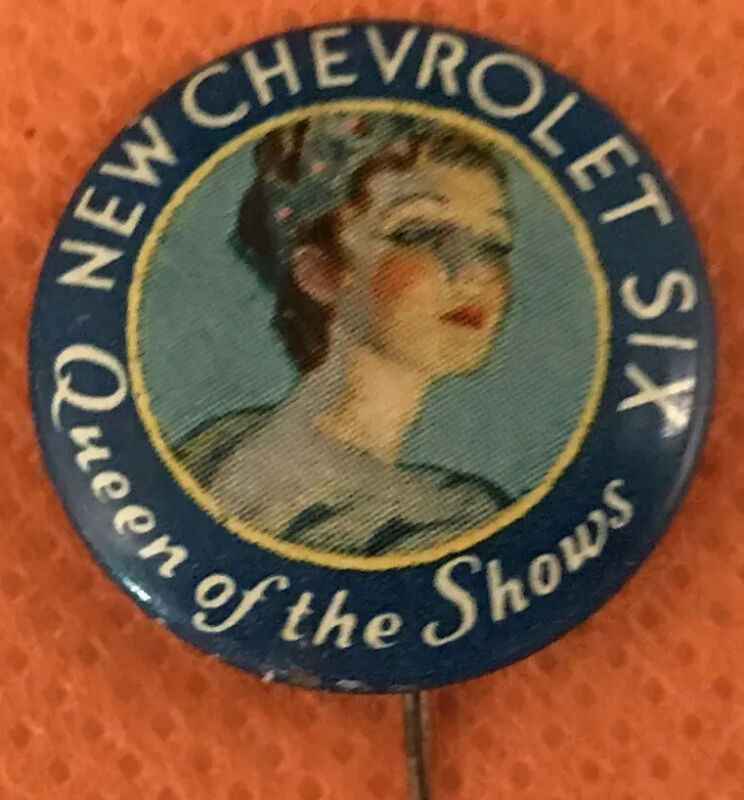 NEW CHEVROLET SIX
Queen of the Shows